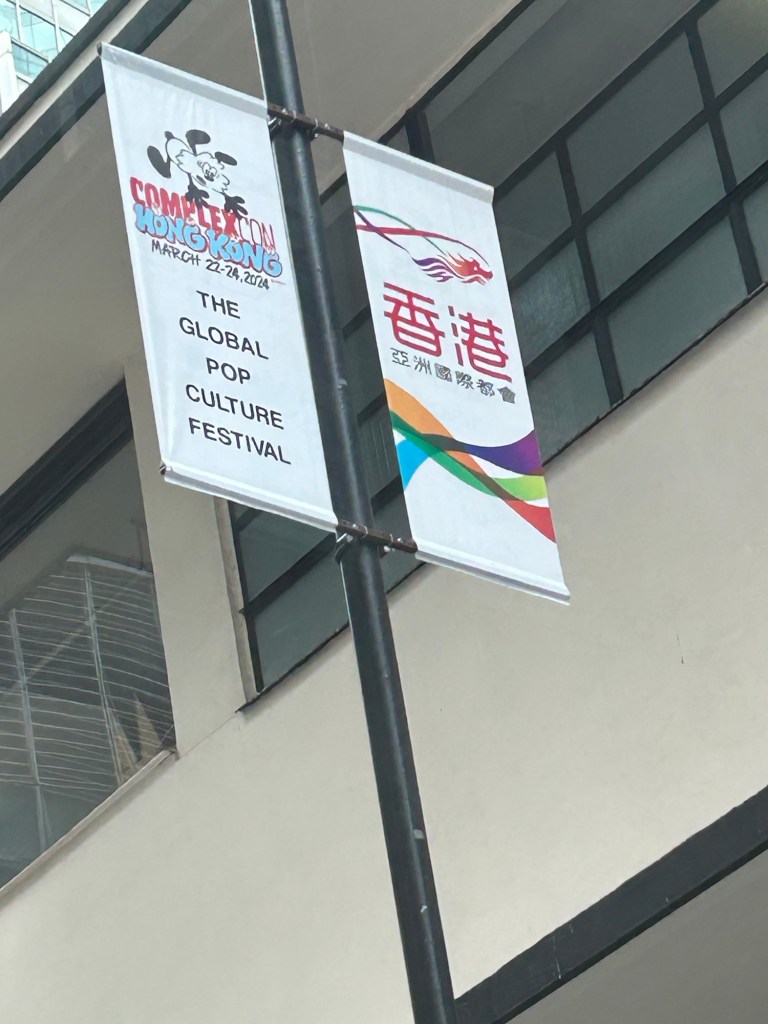 COMPLEXCON
HONG KONG
MARCH 22-24, 2024
THE
GLOBAL
POP
CULTURE
FESTIVAL
香港
亞洲國際都會